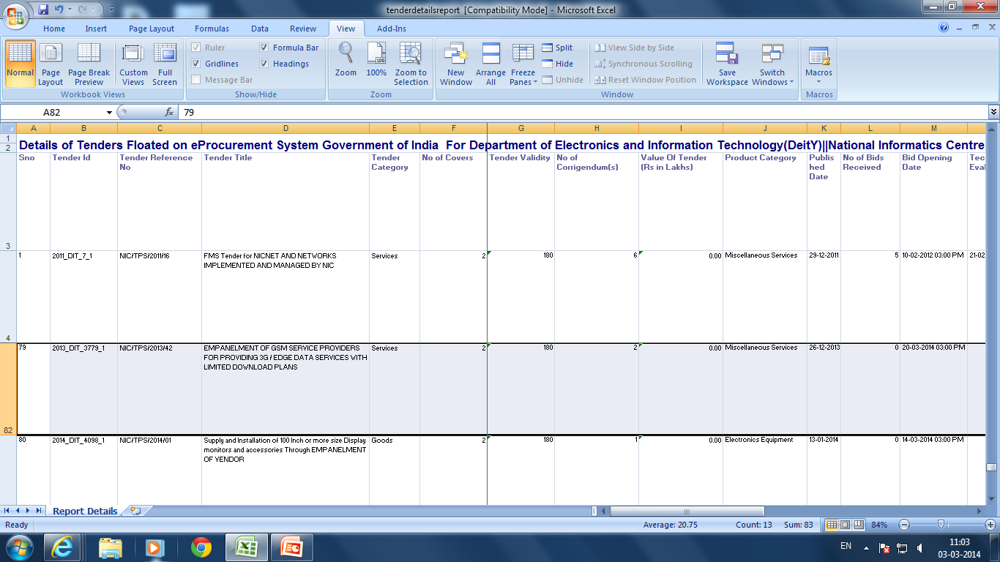 tenderdetailsreport [Compatibility Mode] - Microsoft Excel
Home Insert Page Layout Formulas Data Review View Add-Ins
Normal
Page Layout
Page Break Preview
Custom Views
Full Screen
Workbook Views
Ruler
Gridlines
Message Bar
Formula Bar
Headings
Show/Hide
Zoom
100%
Zoom to Selection
Zoom
New Window
Arrange All
Freeze Panes
Split
Hide
Unhide
View Side by Side
Synchronous Scrolling
Reset Window Position
Window
Save Workspace
Switch Windows
Macros
Macros
A82 fx 79
A B C D E F G H I J K L M
1
2 Details of Tenders Floated on eProcurement System Government of India For Department of Electronics and Information Technology(DeitY)||National Informatics Centre
Sno Tender Id Tender Reference Tender Title Tender No of Covers Tender Validity No of Value Of Tender Product Category Publis No of Bids Bid Opening Tec
No Category Corrigendum(s) (Rs in Lakhs) hed Received Date Eval
Date
3
1 2011_DIT_7_1 NIC/TPS/2011/16 FMS Tender for NICNET AND NETWORKS Services 2 180 6 0.00 Miscellaneous Services 29-12-2011 5 10-02-2012 03:00 PM 21-02
IMPLEMENTED AND MANAGED BY NIC
4
79 2013_DIT_3779_1 NIC/TPS/2013/42 EMPANELMENT OF GSM SERVICE PROVIDERS Services 2 180 2 0.00 Miscellaneous Services 26-12-2013 0 20-03-2014 03:00 PM
FOR PROVIDING 3G / EDGE DATA SERVICES WITH
LIMITED DOWNLOAD PLANS
82
80 2014_DIT_4098_1 NIC/TPS/2014/01 Supply and Installation of 100 Inch or more size Display Goods 2 180 1 0.00 Electronics Equipment 13-01-2014 0 14-03-2014 03:00 PM
monitors and accessories Through EMPANELMENT
OF VENDOR
Report Details
Ready Average: 20.75 Count: 13 Sum: 83 84%
EN 11:03
03-03-2014